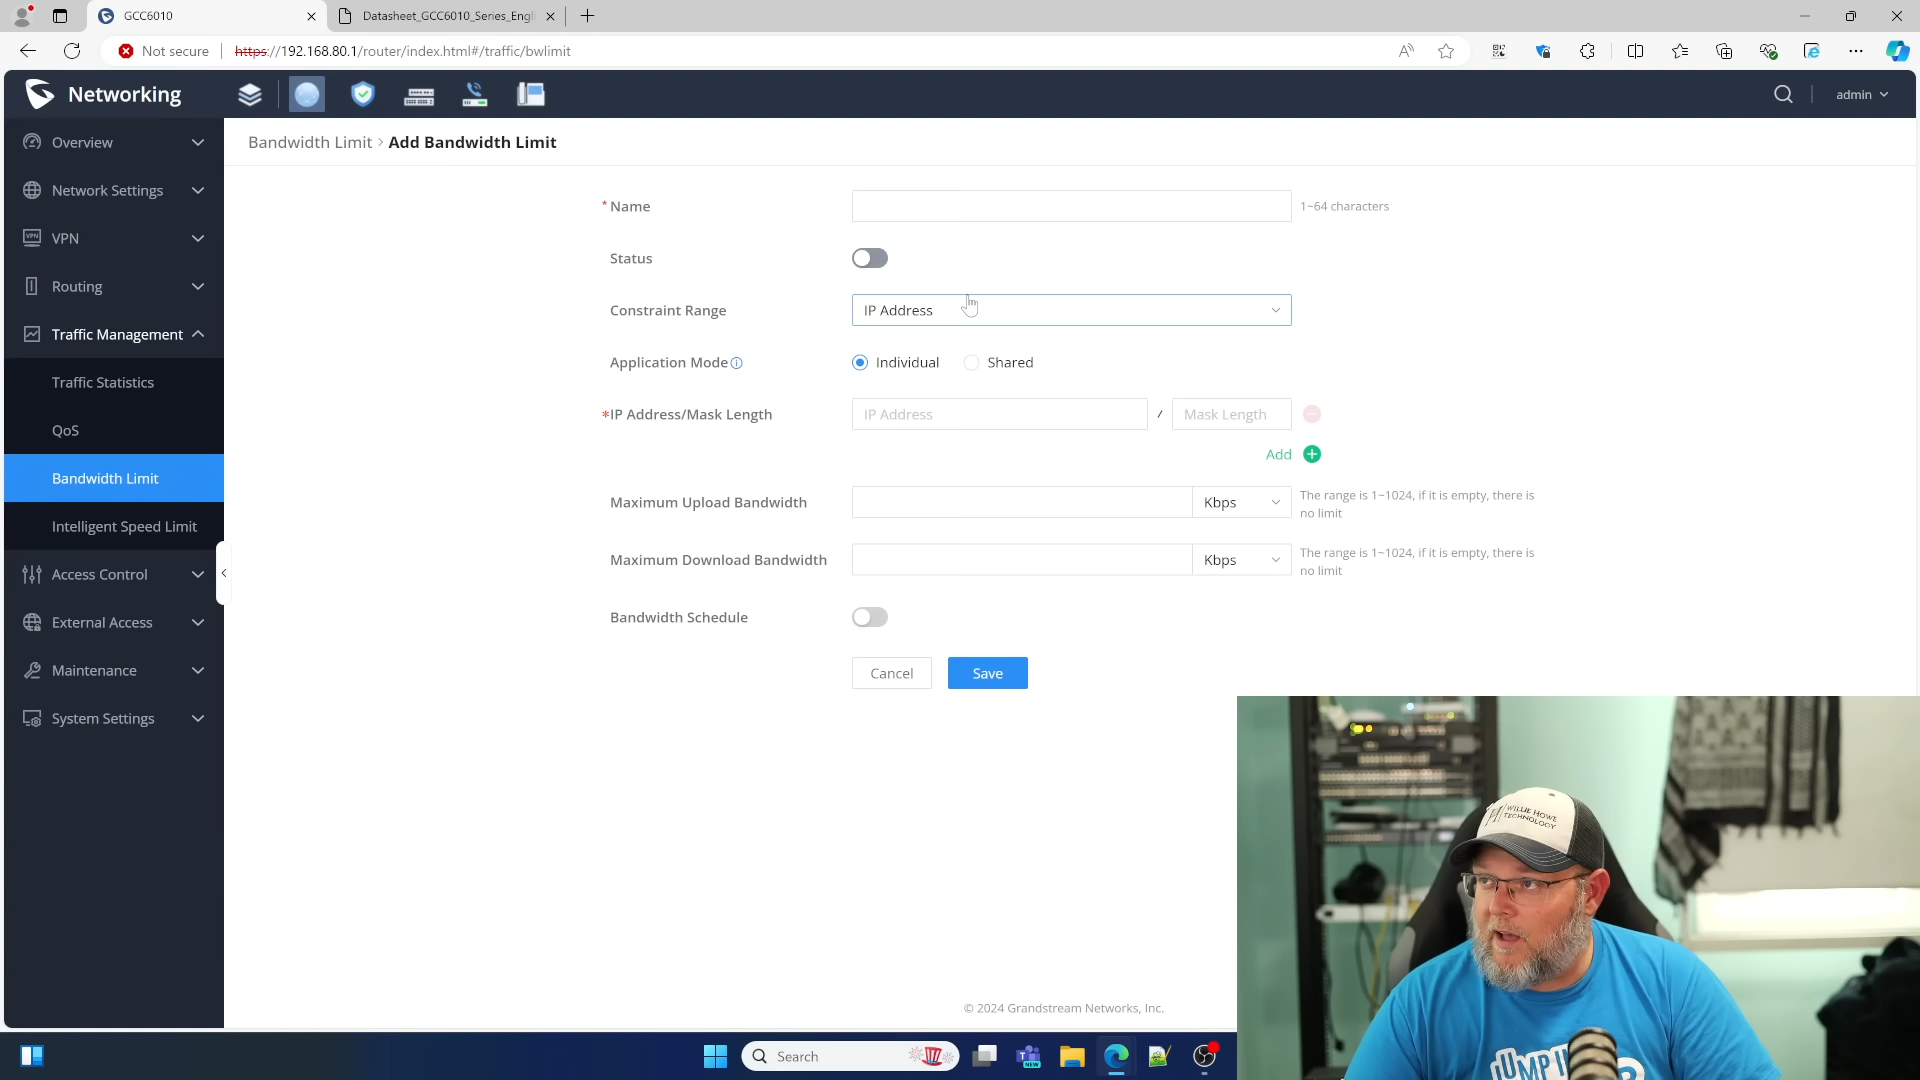 GCC6010
Datasheet_GCC6010_Series_Engli
Not secure
https://192.168.80.1/router/index.html#/traffic/bwlimit
Networking
admin
Overview
Network Settings
VPN
Routing
Traffic Management
Traffic Statistics
QoS
Bandwidth Limit
Intelligent Speed Limit
Access Control
External Access
Maintenance
System Settings
Bandwidth Limit > Add Bandwidth Limit
* Name
1~64 characters
Status
Constraint Range
IP Address
Application Mode
Individual
Shared
*IP Address/Mask Length
IP Address / Mask Length
Add
Maximum Upload Bandwidth
Kbps
The range is 1~1024, if it is empty, there is
no limit
Maximum Download Bandwidth
Kbps
The range is 1~1024, if it is empty, there is
no limit
Bandwidth Schedule
Cancel
Save
© 2024 Grandstream Networks, Inc.
Search
NEW
WILLIE HOWE
TECHNOLOGY